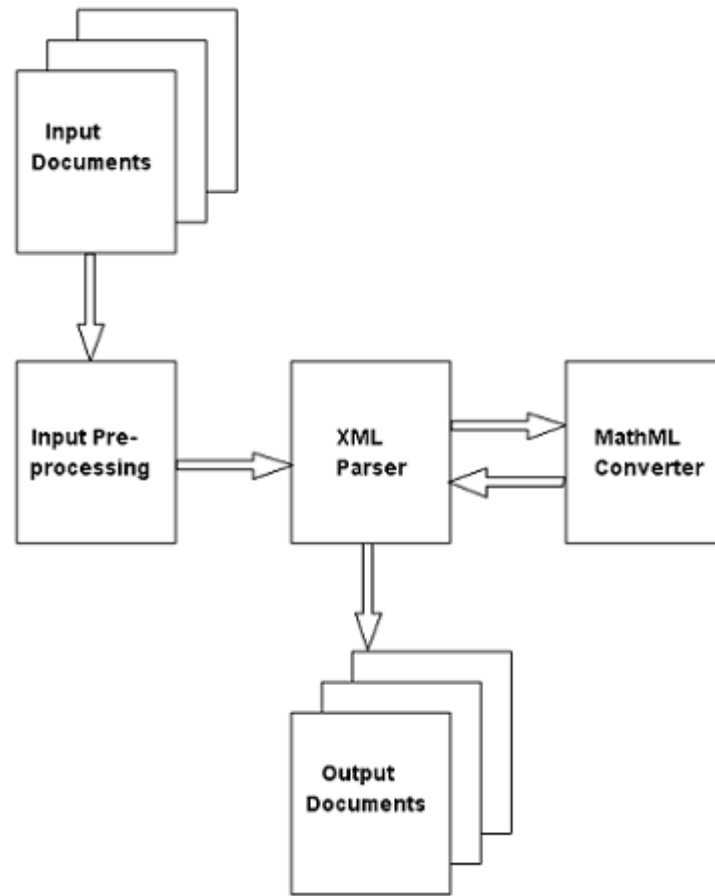 Input
Documents
Input Pre-
processing
XML
Parser
MathML
Converter
Output
Documents